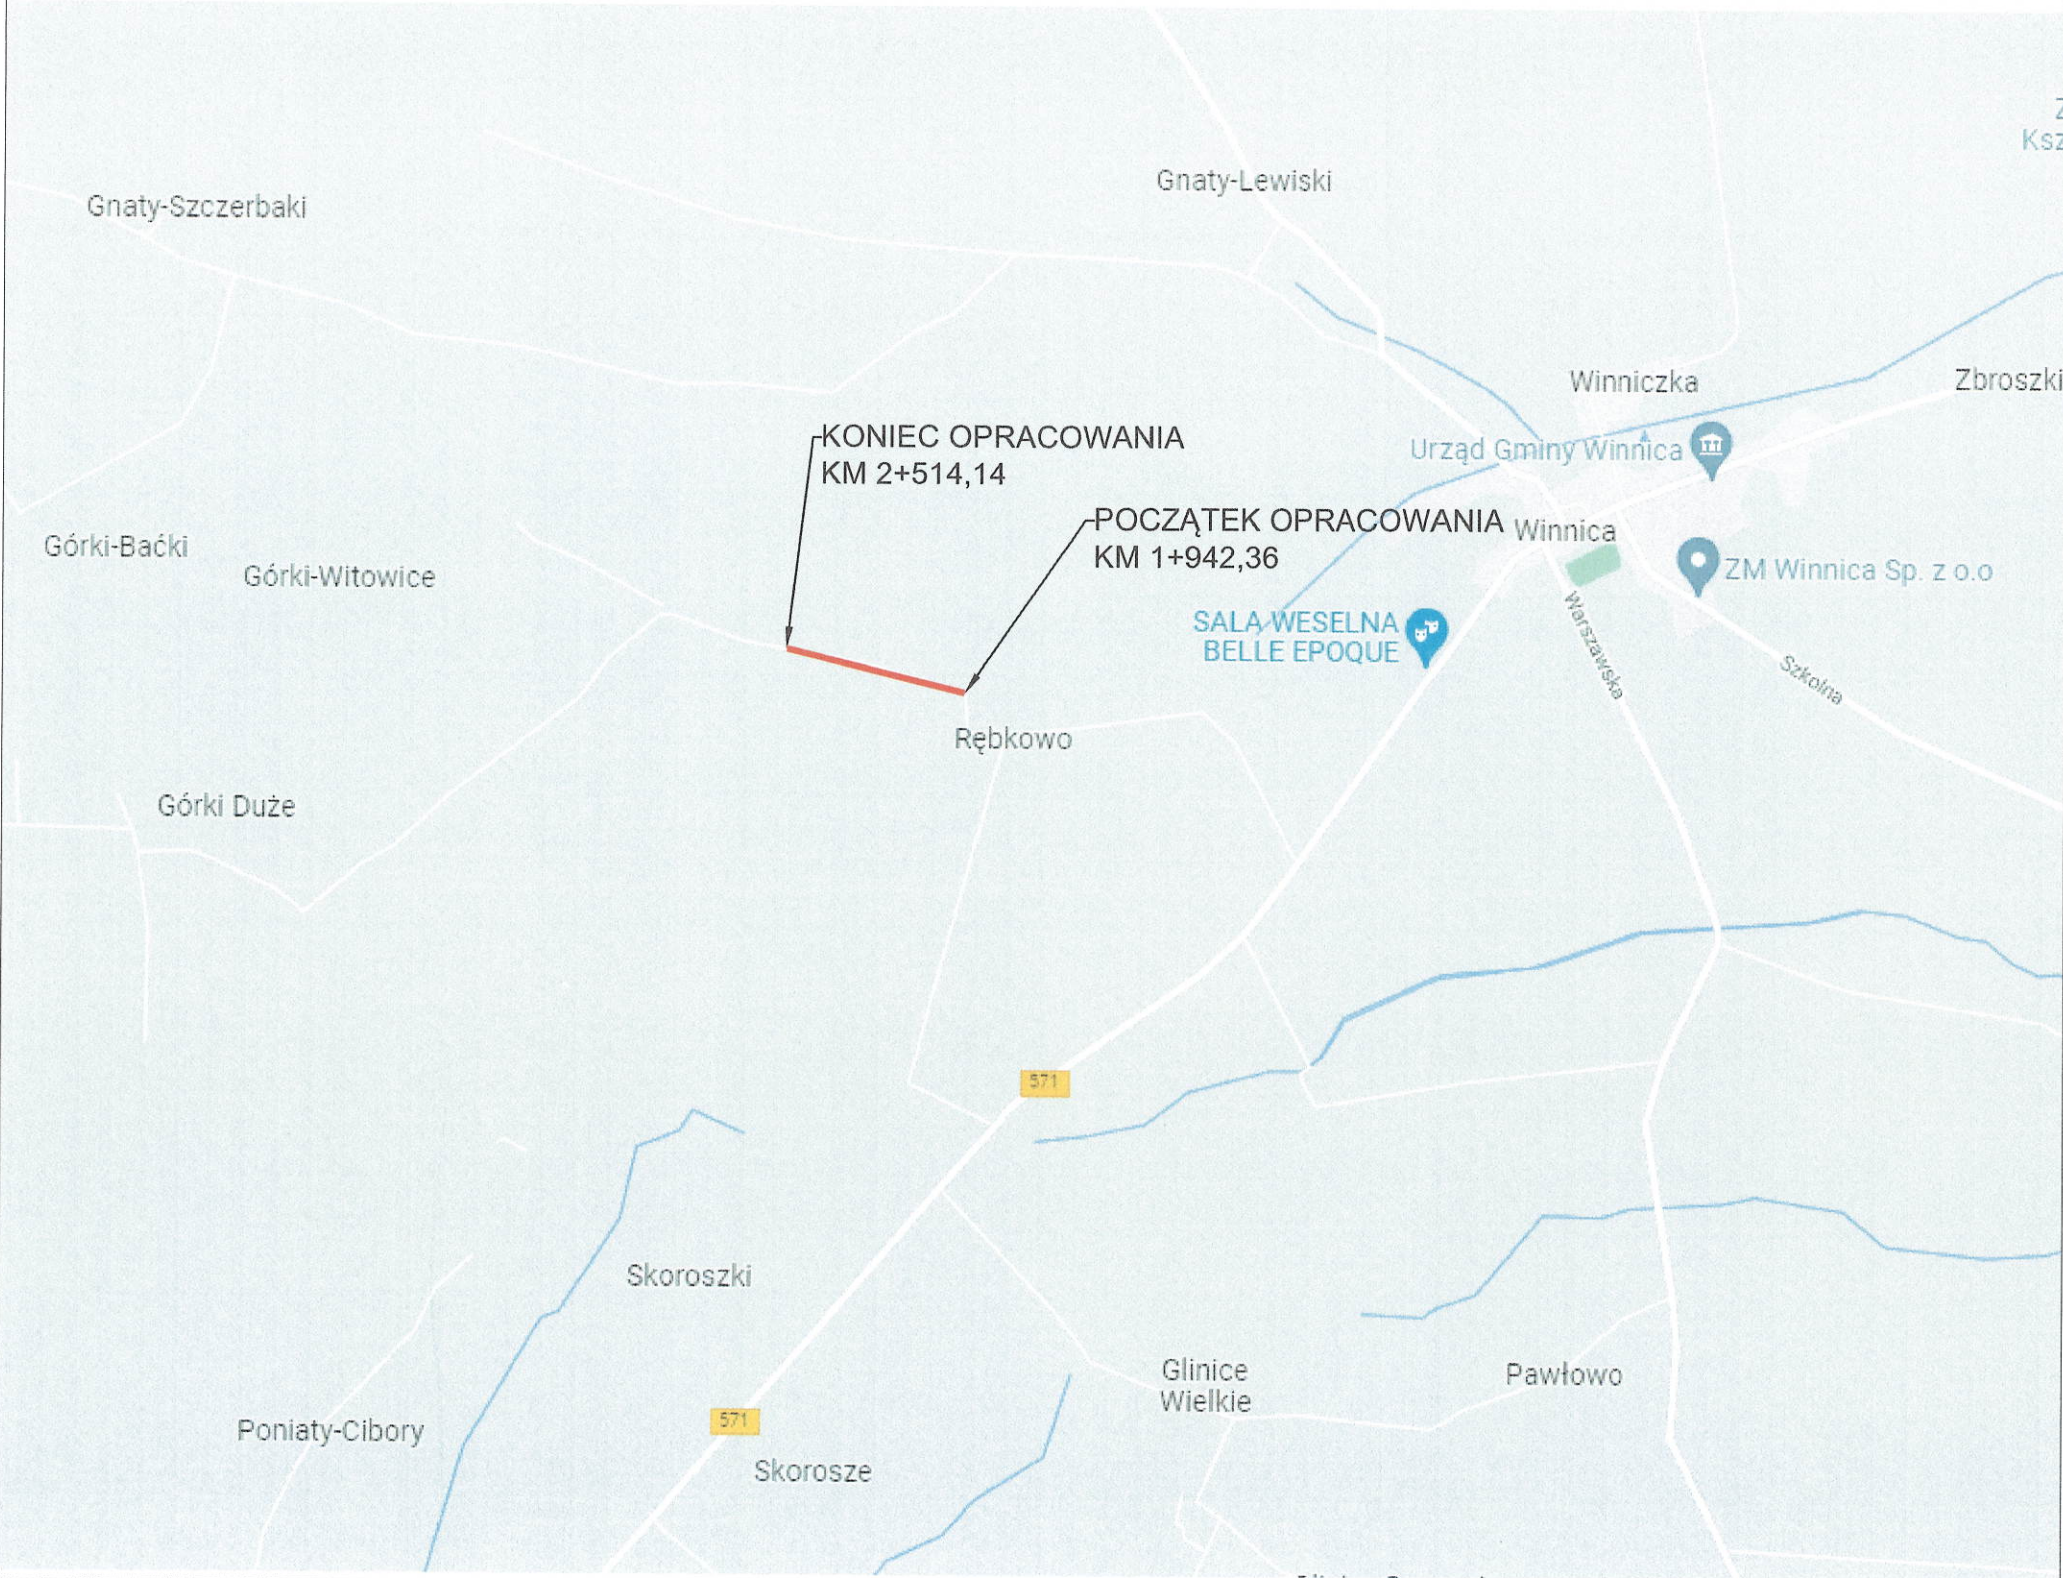 Ksz
Gnaty-Lewiski
Gnaty-Szczerbaki
Winniczka
Zbroszki
KONIEC OPRACOWANIA
KM 2+514,14
Urząd Gminy Winnica
POCZĄTEK OPRACOWANIA
KM 1+942,36
Winnica
Górki-Baćki
Górki-Witowice
ZM Winnica Sp. z o.o
SALA WESELNA
BELLE EPOQUE
Warszawska
Szkolna
Rębkowo
Górki Duże
571
Skoroszki
Glinice
Wielkie
Pawłowo
571
Poniaty-Cibory
Skorosze